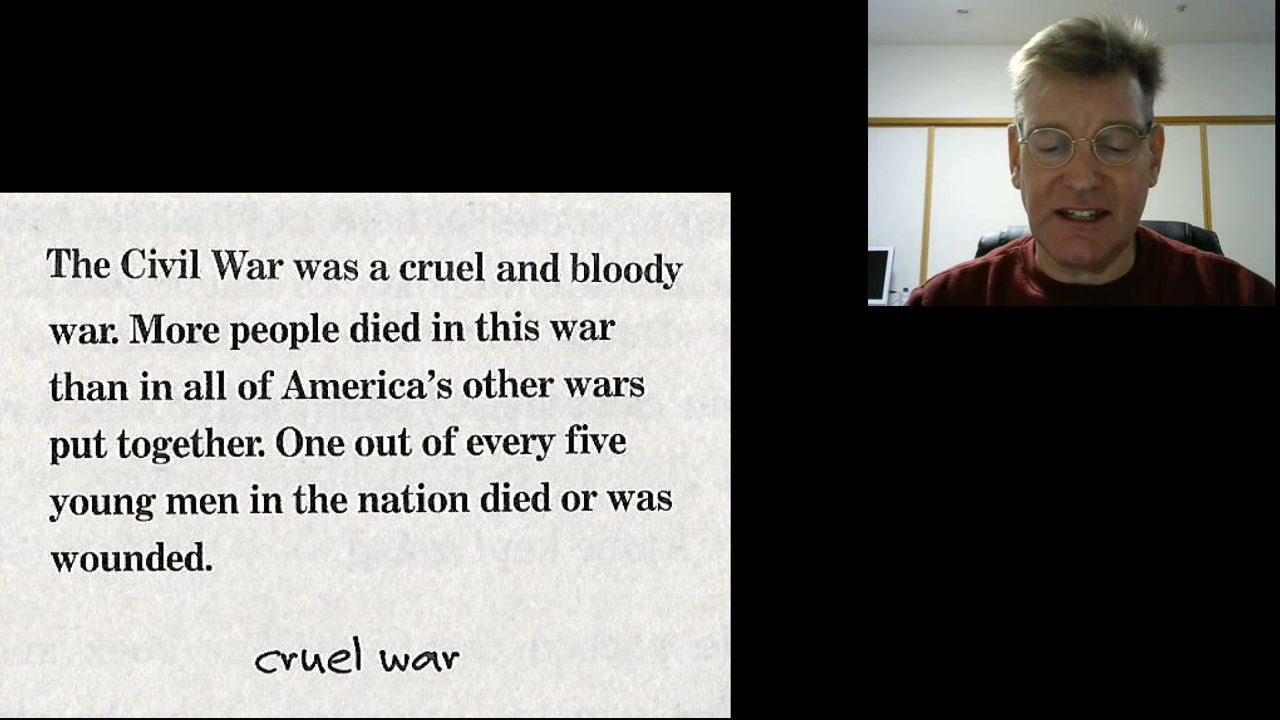 The Civil War was a cruel and bloody
war. More people died in this war
than in all of America's other wars
put together. One out of every five
young men in the nation died or was
wounded.
cruel war